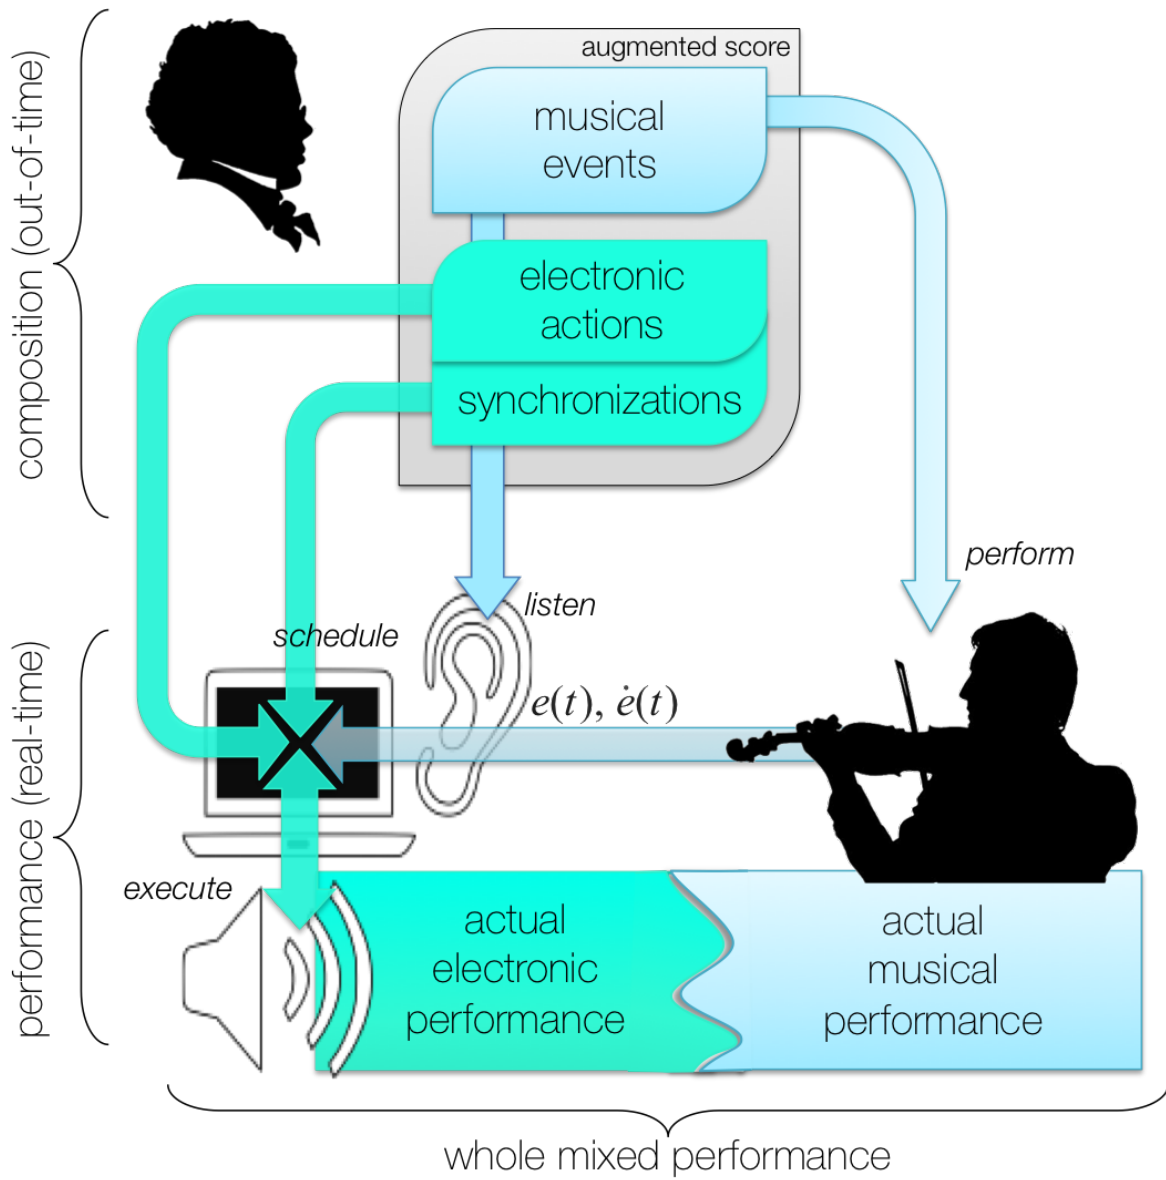 augmented score
musical
events
electronic
actions
synchronizations
composition (out-of-time)
perform
listen
schedule
e(t), ė(t)
performance (real-time)
execute
actual
electronic
performance
actual
musical
performance
whole mixed performance